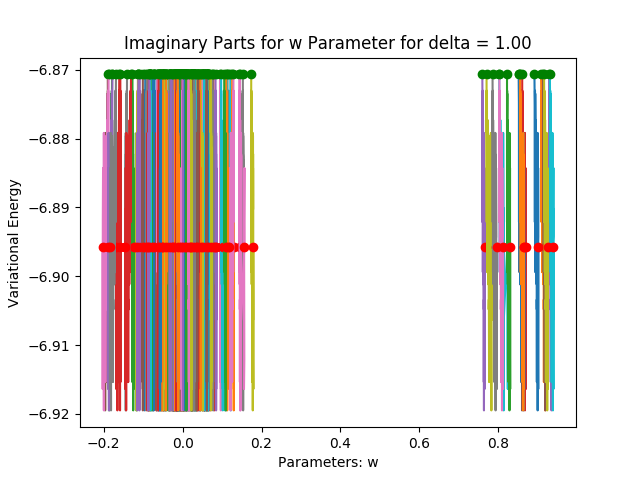 Imaginary Parts for w Parameter for delta = 1.00
−6.87
−6.88
−6.89
−6.90
−6.91
−6.92
Variational Energy
−0.2 0.0 0.2 0.4 0.6 0.8
Parameters: w